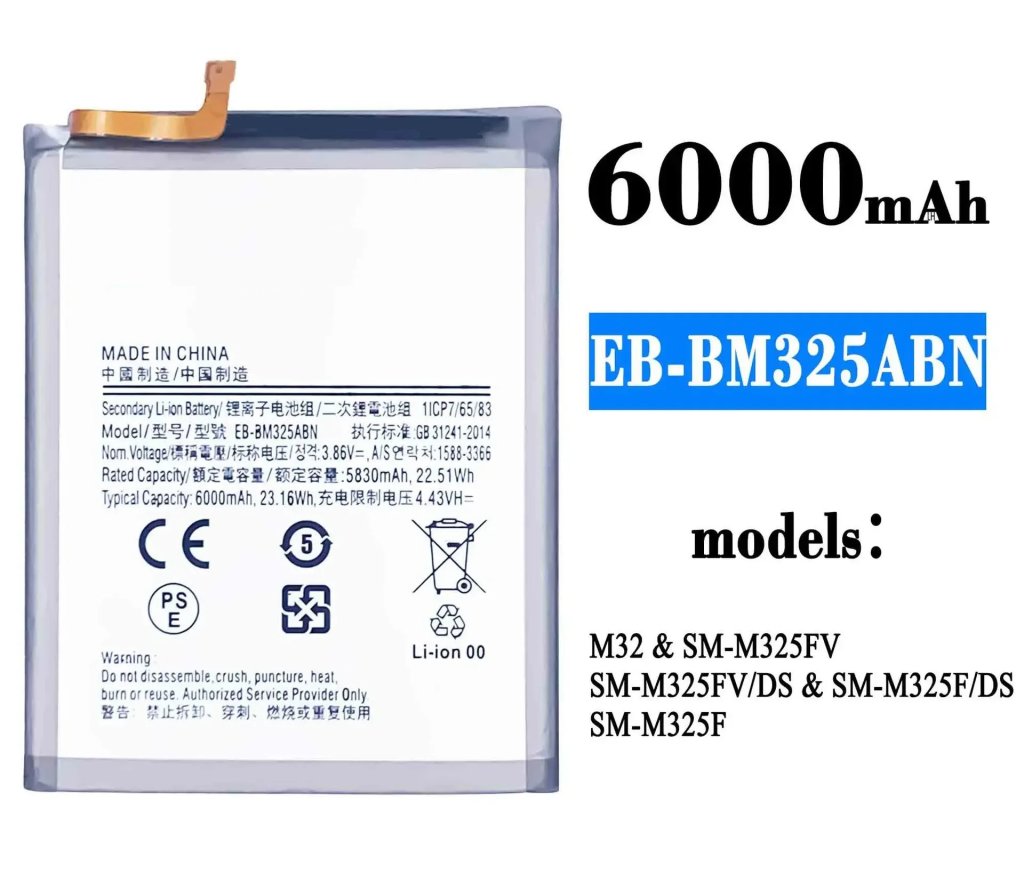 6000mAh
EB-BM325ABN
models:
M32 & SM-M325FV
SM-M325FV/DS & SM-M325F/DS
SM-M325F
MADE IN CHINA
中國制造/中国制造
Secondary Li-ion Battery/锂离子电池组/二次鋰電池组 1ICP7/65/83
Model/型号/型號 EB-BM325ABN 执行标准:GB 31241-2014
Nom.Voltage/標稱電壓/标称电压/정격:3.86V⎓, A/S연락처:1588-3366
Rated Capacity/額定電容量/额定容量:5830mAh, 22.51Wh
Typical Capacity: 6000mAh, 23.16Wh,充电限制电压 4.43VH⎓
CE
5
PS
E
Li-ion 00
Warning:
Do not disassemble, crush, puncture, heat,
burn or reuse. Authorized Service Provider Only
警告: 禁止拆卸、穿刺、燃烧或重复使用